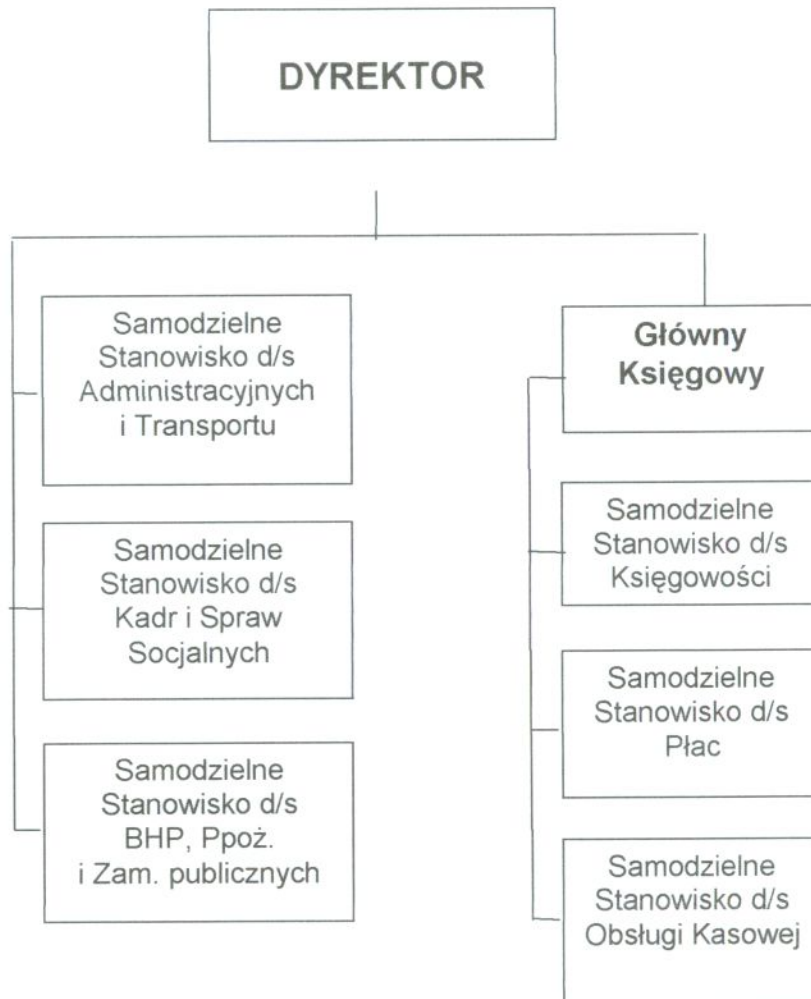 DYREKTOR
Samodzielne
Stanowisko d/s
Administracyjnych
i Transportu
Samodzielne
Stanowisko d/s
Kadr i Spraw
Socjalnych
Samodzielne
Stanowisko d/s
BHP, Ppoż.
i Zam. publicznych
Główny
Księgowy
Samodzielne
Stanowisko d/s
Księgowości
Samodzielne
Stanowisko d/s
Płac
Samodzielne
Stanowisko d/s
Obsługi Kasowej